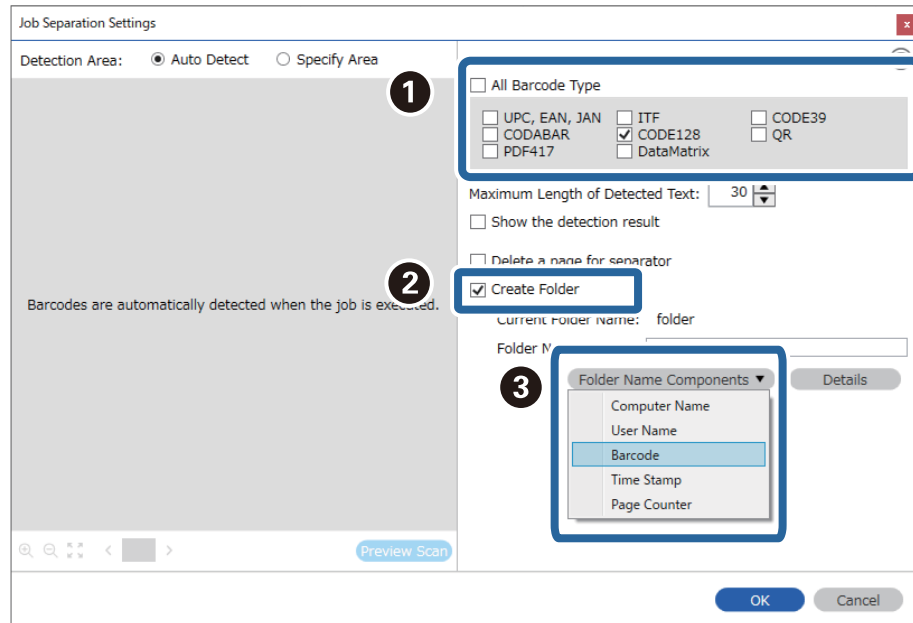 Job Separation Settings
x
Detection Area: Auto Detect Specify Area
1
All Barcode Type
UPC, EAN, JAN ITF CODE39
CODABAR CODE128 QR
PDF417 DataMatrix
Maximum Length of Detected Text: 30
Show the detection result
Delete a page for separator
2
Create Folder
Barcodes are automatically detected when the job is executed.
Current Folder Name: folder
Folder N
3
Folder Name Components ▼ Details
Computer Name
User Name
Barcode
Time Stamp
Page Counter
Preview Scan
OK Cancel